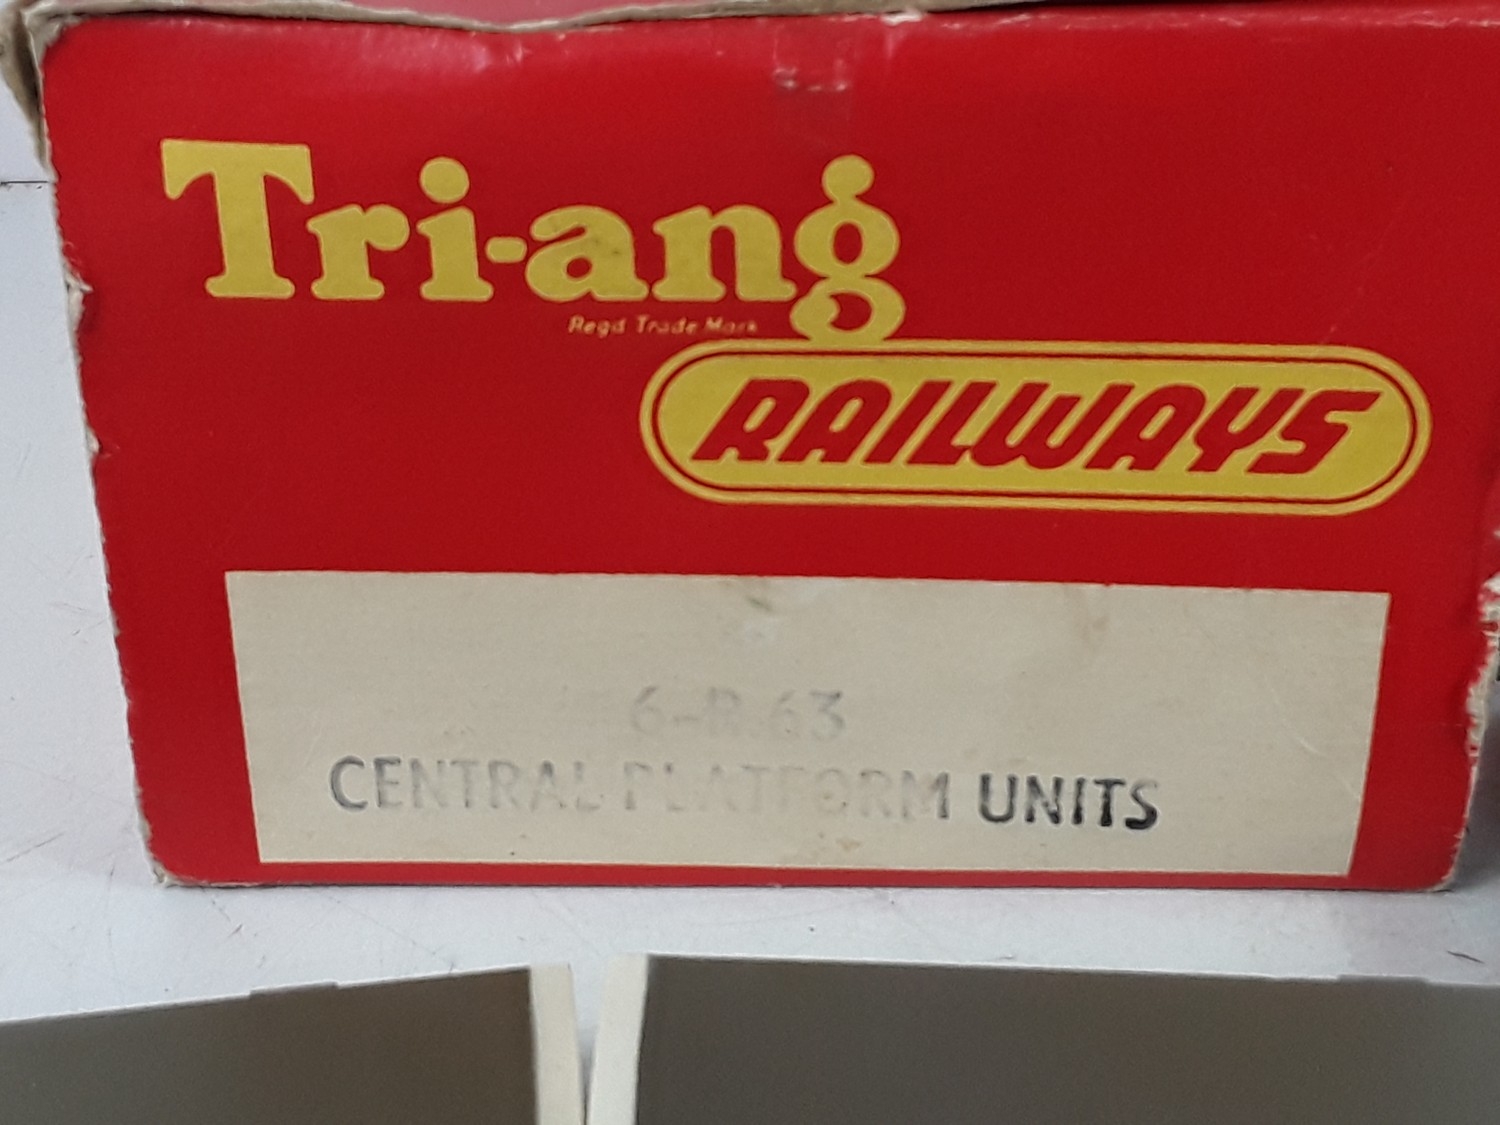 Tri-ang
Regd Trade Mark
RAILWAYS
6-R.63
CENTRAL PLATFORM UNITS